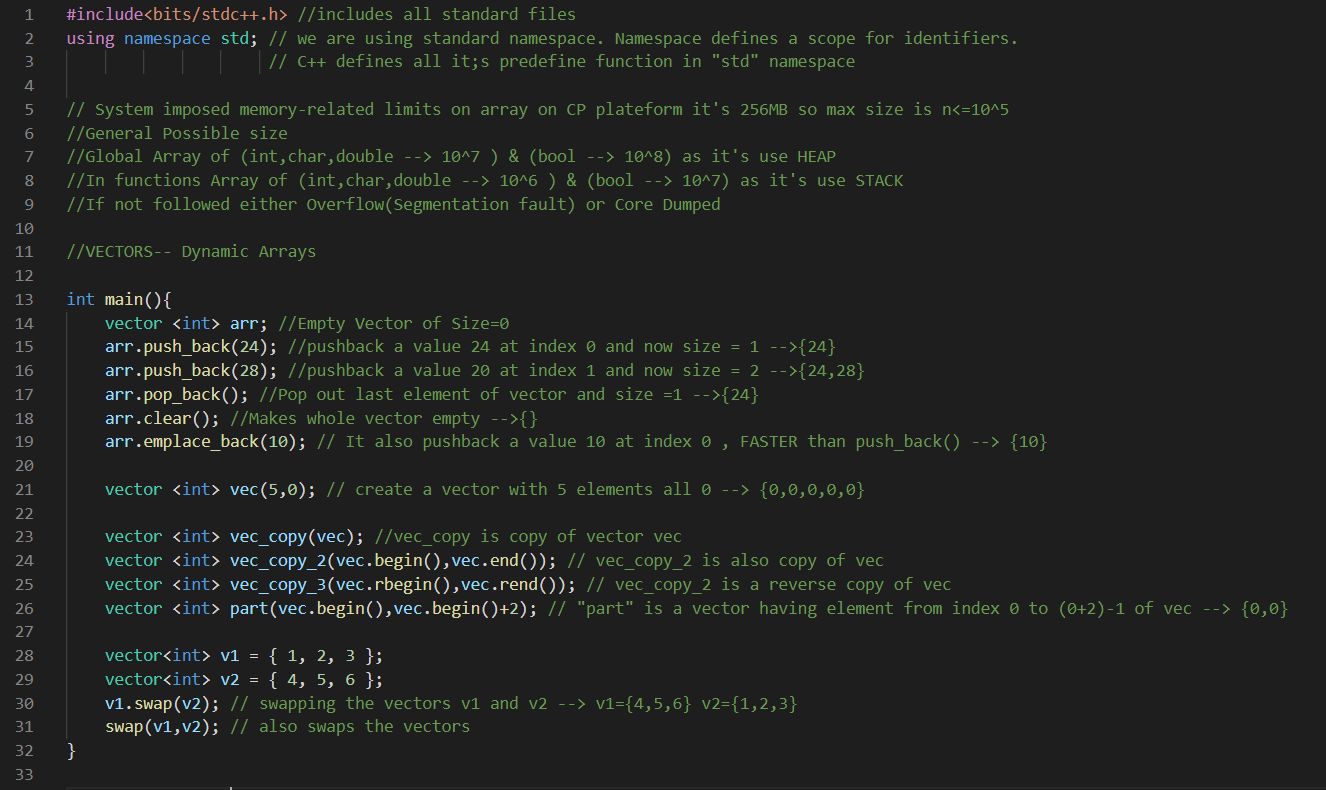 1 #include<bits/stdc++.h> //includes all standard files
2 using namespace std; // we are using standard namespace. Namespace defines a scope for identifiers.
3 // C++ defines all it;s predefine function in "std" namespace
4
5 // System imposed memory-related limits on array on CP plateform it's 256MB so max size is n<=10^5
6 //General Possible size
7 //Global Array of (int,char,double --> 10^7 ) & (bool --> 10^8) as it's use HEAP
8 //In functions Array of (int,char,double --> 10^6 ) & (bool --> 10^7) as it's use STACK
9 //If not followed either Overflow(Segmentation fault) or Core Dumped
10
11 //VECTORS-- Dynamic Arrays
12
13 int main(){
14 vector <int> arr; //Empty Vector of Size=0
15 arr.push_back(24); //pushback a value 24 at index 0 and now size = 1 -->{24}
16 arr.push_back(28); //pushback a value 20 at index 1 and now size = 2 -->{24,28}
17 arr.pop_back(); //Pop out last element of vector and size =1 -->{24}
18 arr.clear(); //Makes whole vector empty -->{}
19 arr.emplace_back(10); // It also pushback a value 10 at index 0 , FASTER than push_back() --> {10}
20
21 vector <int> vec(5,0); // create a vector with 5 elements all 0 --> {0,0,0,0,0}
22
23 vector <int> vec_copy(vec); //vec_copy is copy of vector vec
24 vector <int> vec_copy_2(vec.begin(),vec.end()); // vec_copy_2 is also copy of vec
25 vector <int> vec_copy_3(vec.rbegin(),vec.rend()); // vec_copy_2 is a reverse copy of vec
26 vector <int> part(vec.begin(),vec.begin()+2); // "part" is a vector having element from index 0 to (0+2)-1 of vec --> {0,0}
27
28 vector<int> v1 = { 1, 2, 3 };
29 vector<int> v2 = { 4, 5, 6 };
30 v1.swap(v2); // swapping the vectors v1 and v2 --> v1={4,5,6} v2={1,2,3}
31 swap(v1,v2); // also swaps the vectors
32 }
33